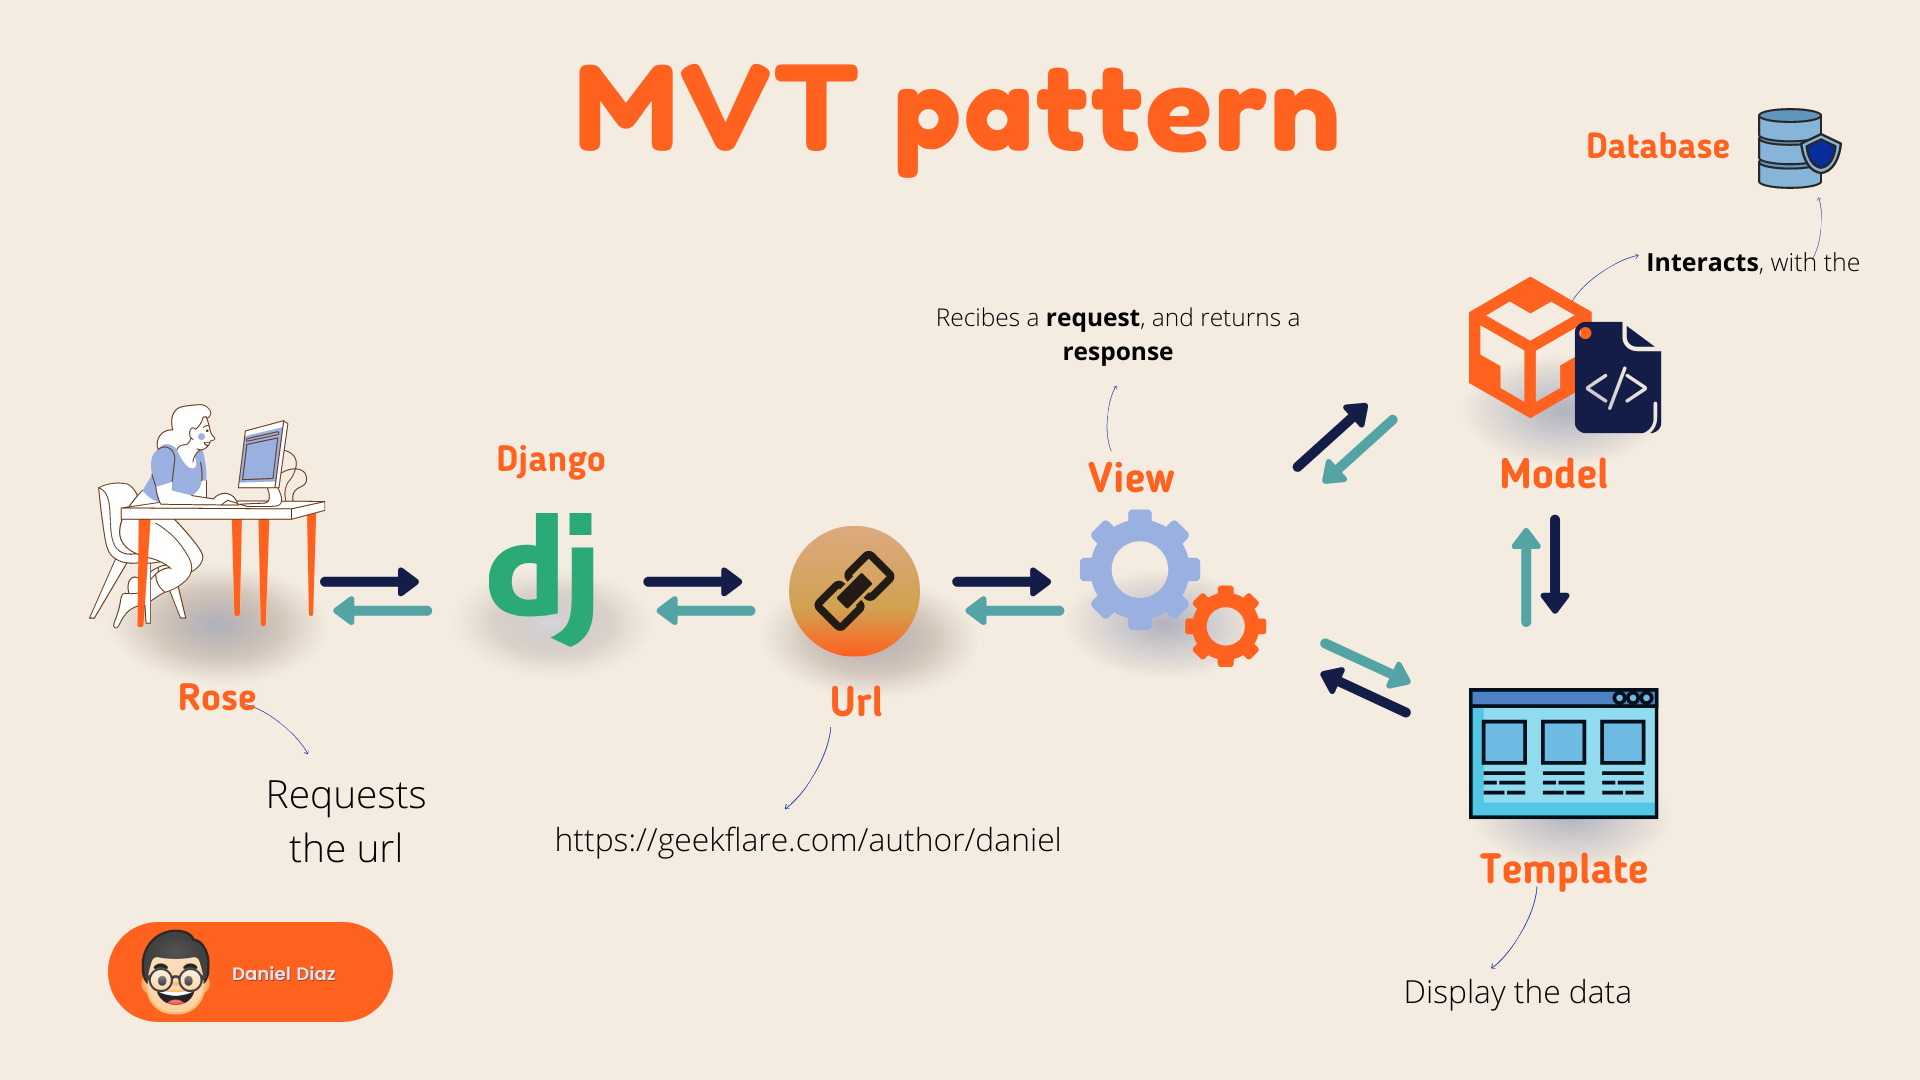 MVT pattern
Database
Interacts, with the
Recibes a request, and returns a
response
Django
View
Model
dj
</>
Rose
Url
Requests
the url
https://geekflare.com/author/daniel
Template
Daniel Diaz
Display the data